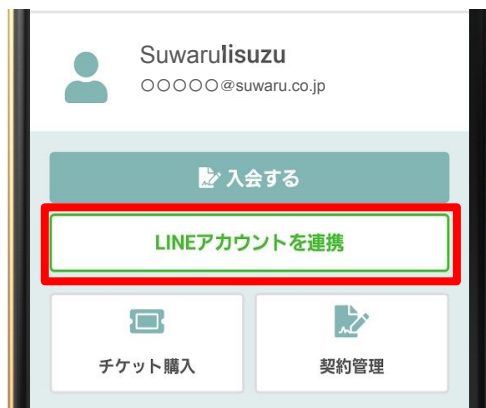 Suwarulisuzu
〇〇〇〇〇@suwaru.co.jp
入会する
LINEアカウントを連携
チケット購入
契約管理